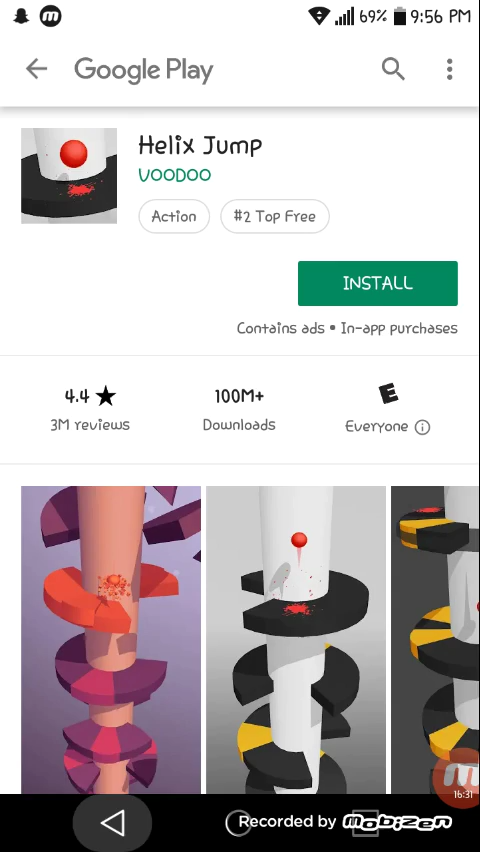 69% 9:56 PM
Google Play
Helix Jump
VOODOO
Action #2 Top Free
INSTALL
Contains ads • In-app purchases
4.4 ★ 100M+ E
3M reviews Downloads Everyone
16:31
Recorded by Mobizen